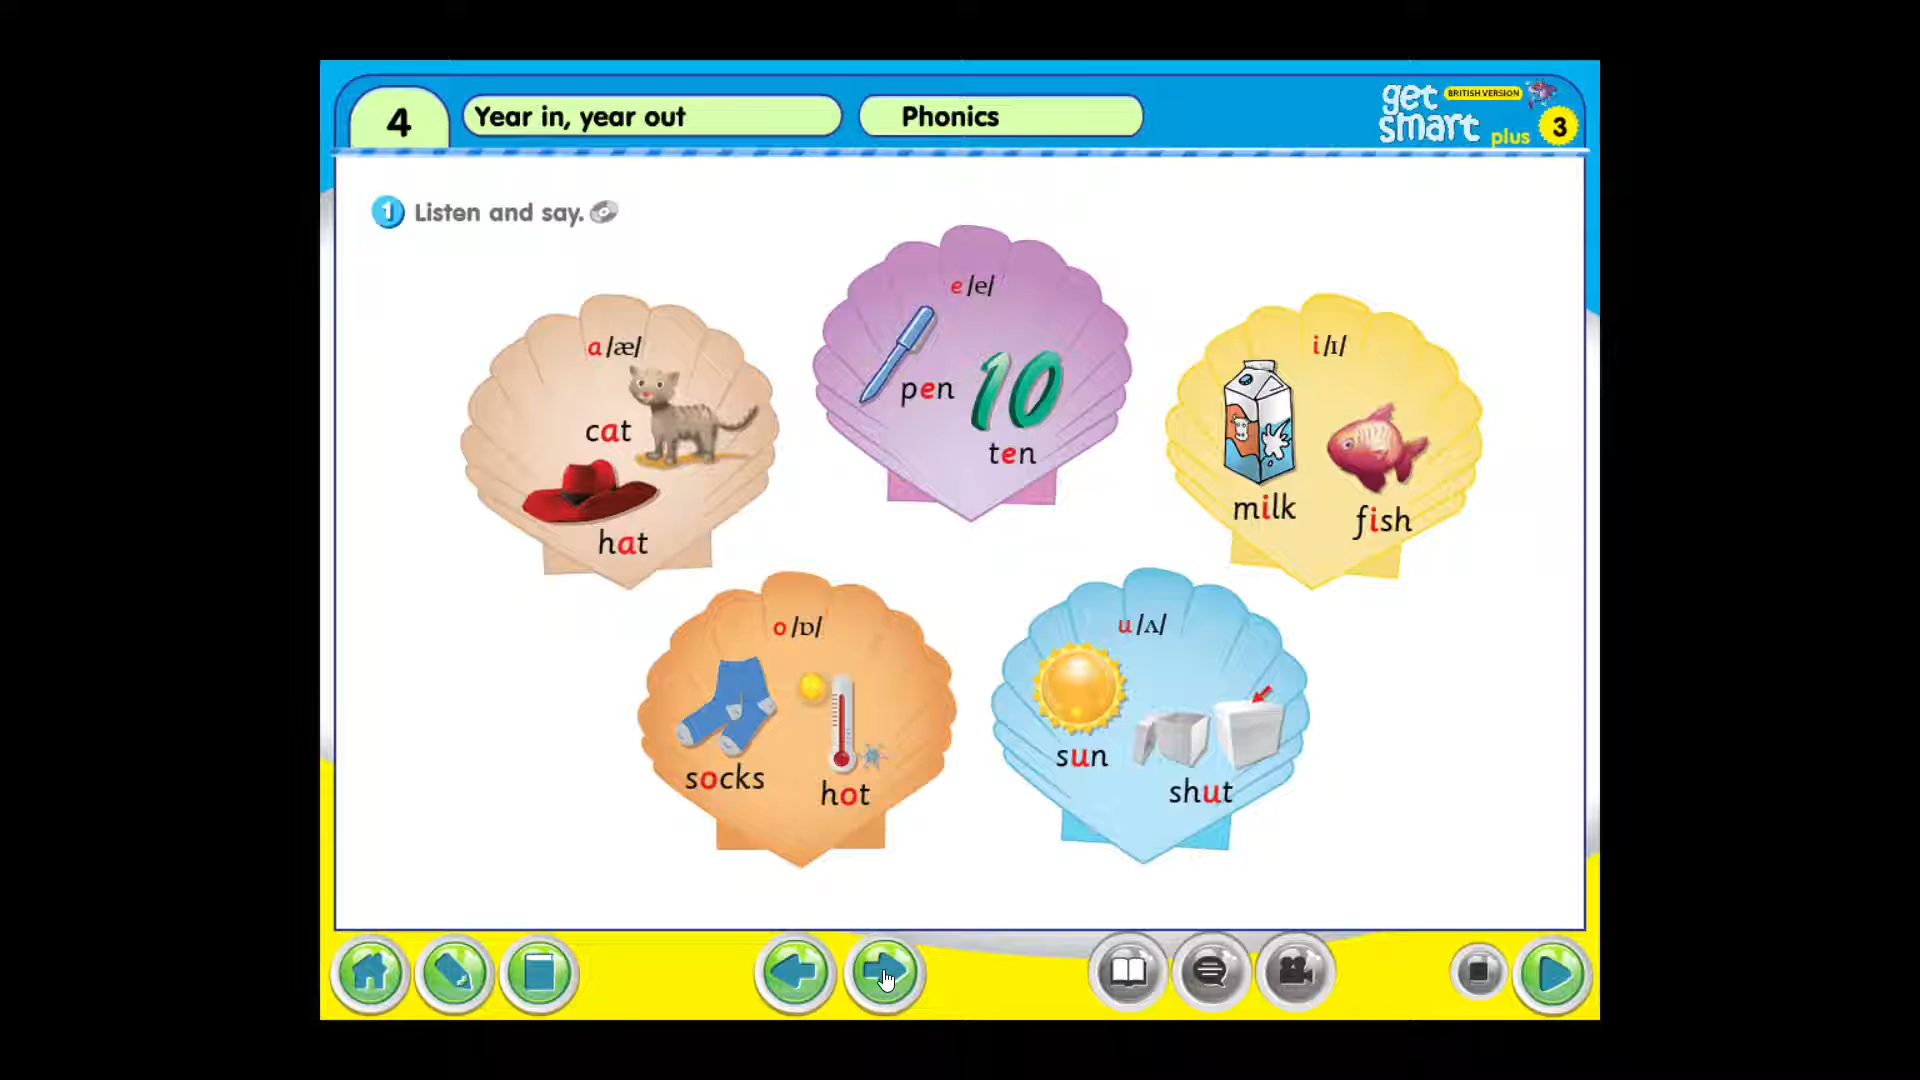 4
Year in, year out
Phonics
get smart plus 3
BRITISH VERSION
1 Listen and say.
a /æ/
cat
hat
e /e/
pen
10
ten
i /ɪ/
milk
fish
o /ɒ/
socks
hot
u /ʌ/
sun
shut